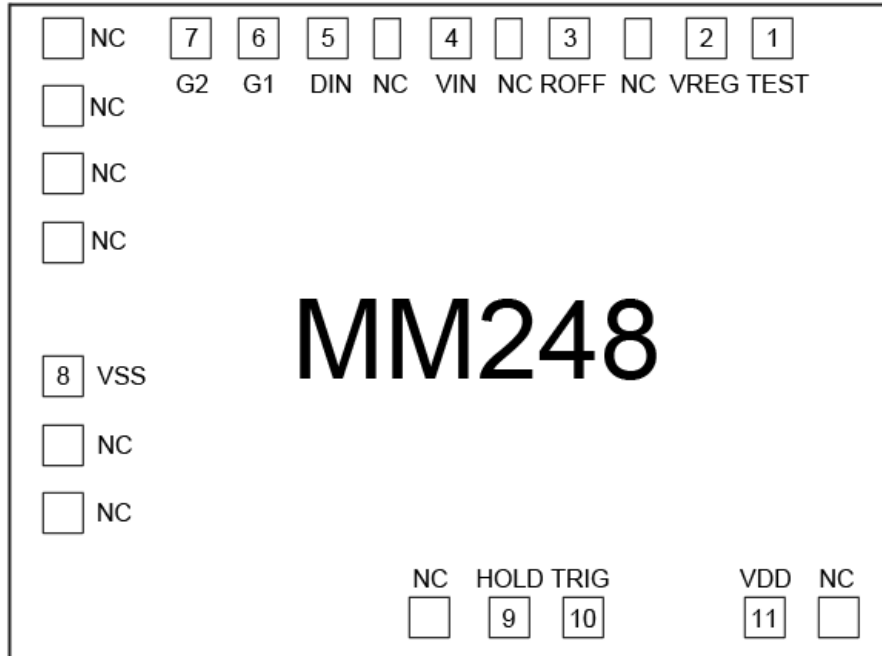 NC 7 6 5 4 3 2 1
G2 G1 DIN NC VIN NC ROFF NC VREG TEST
NC
NC
NC
MM248
8 VSS
NC
NC
NC HOLD TRIG VDD NC
9 10 11